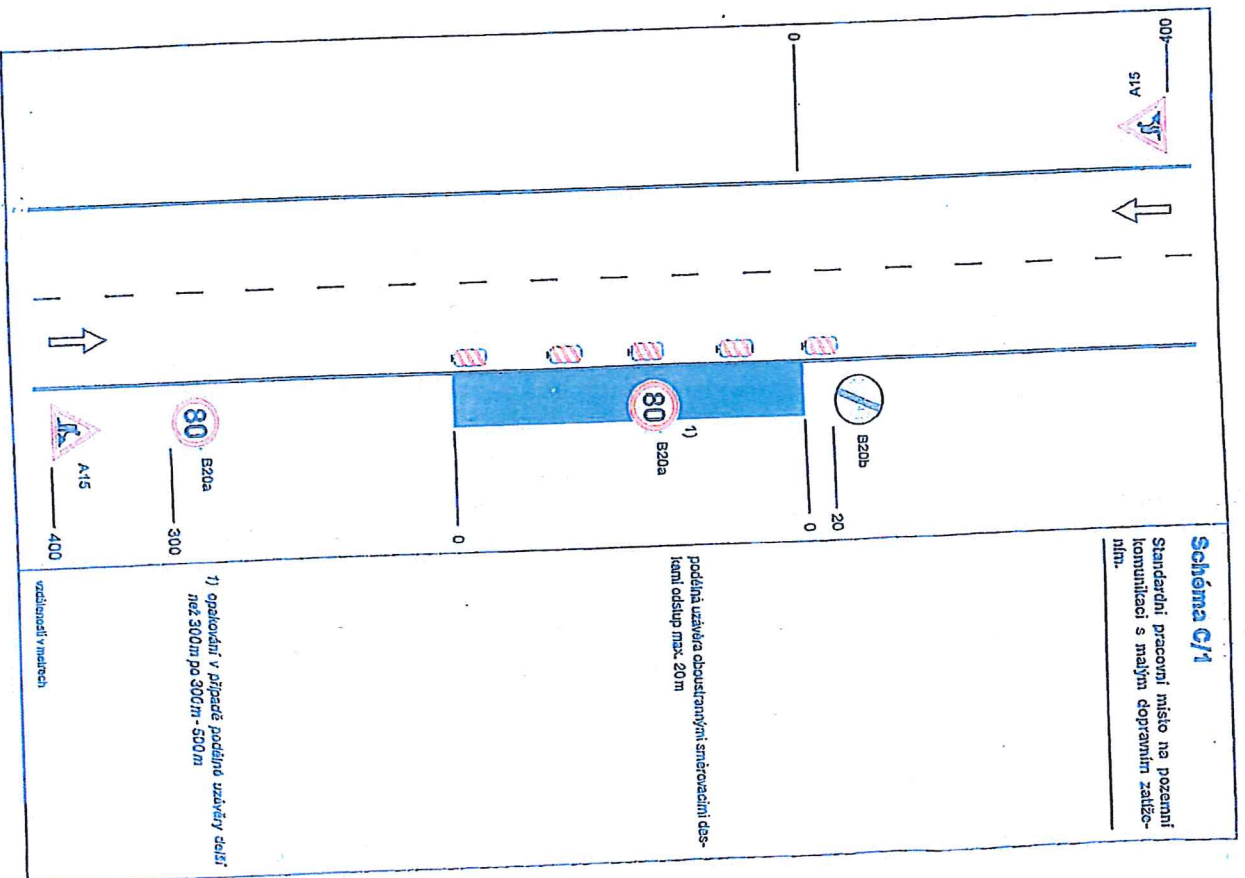 Schéma C/1
Standardní pracovní místo na pozemní
komunikaci s malým dopravním zatíže-
ním.
400
A15
0
B20b
20
0
1)
80
B20a
podélná uzávěra oboustrannými směrovacími des-
kami odstup max. 20 m
0
80
B20a
300
1) opakování v případě podélné uzávěry delší
než 300m po 300m - 500m
A15
400
vzdálenosti v metrech